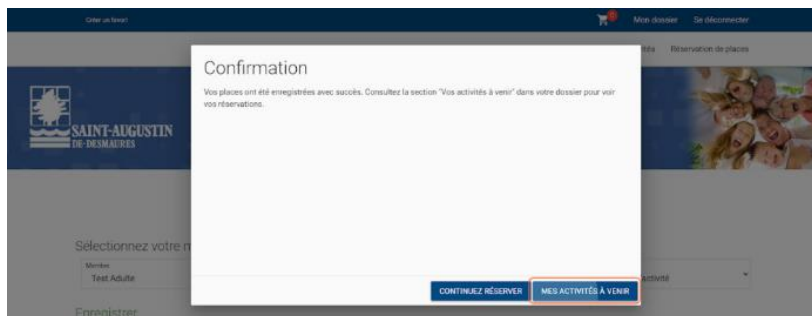 Créer un favori
Mon dossier Se déconnecter
Réservation de places
Confirmation
Vos places ont été enregistrées avec succès. Consultez la section "Vos activités à venir" dans votre dossier pour voir
vos réservations.
SAINT-AUGUSTIN
DE-DESMAURES
Sélectionnez votre
Membre
Test Adulte
activité
CONTINUEZ RÉSERVER MES ACTIVITÉS À VENIR
Enregistrer